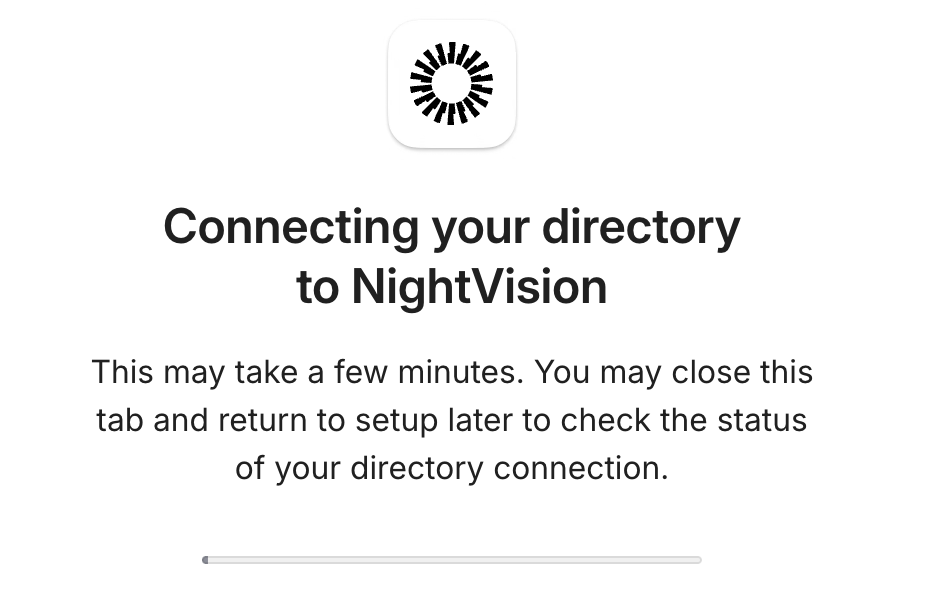 Connecting your directory
to NightVision
This may take a few minutes. You may close this
tab and return to setup later to check the status
of your directory connection.